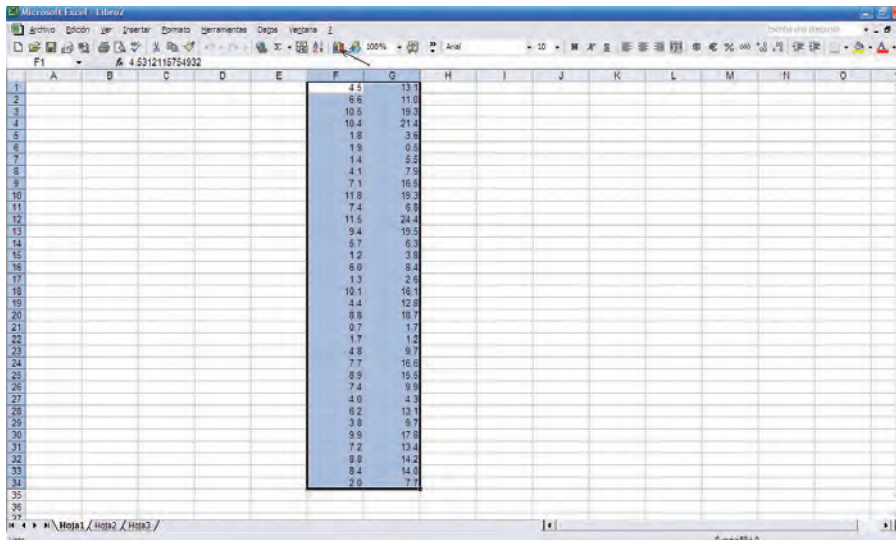 Microsoft Excel - Libro2
Archivo Edición Ver Insertar Formato Herramientas Datos Ventana ?
100% Arial 10 N K S € % 000
F1 fx 4.5312115754932
A B C D E F G H I J K L M N O
1 4.5 13.1
2 6.6 11.0
3 10.5 19.3
4 10.4 21.4
5 1.8 3.6
6 1.9 0.5
7 1.4 5.5
8 4.1 7.9
9 7.1 16.5
10 11.8 19.3
11 7.4 6.8
12 11.5 24.4
13 9.4 19.5
14 5.7 6.3
15 1.2 3.8
16 6.0 8.4
17 1.3 2.6
18 10.1 16.1
19 4.4 12.8
20 8.8 18.7
21 0.7 1.7
22 1.7 1.2
23 4.8 9.7
24 7.7 16.6
25 8.9 15.5
26 7.4 9.9
27 4.0 4.3
28 6.2 13.1
29 3.8 9.7
30 9.9 17.8
31 7.2 13.4
32 8.8 14.2
33 8.4 14.0
34 2.0 7.7
35
36
37
Hoja1 / Hoja2 / Hoja3 /